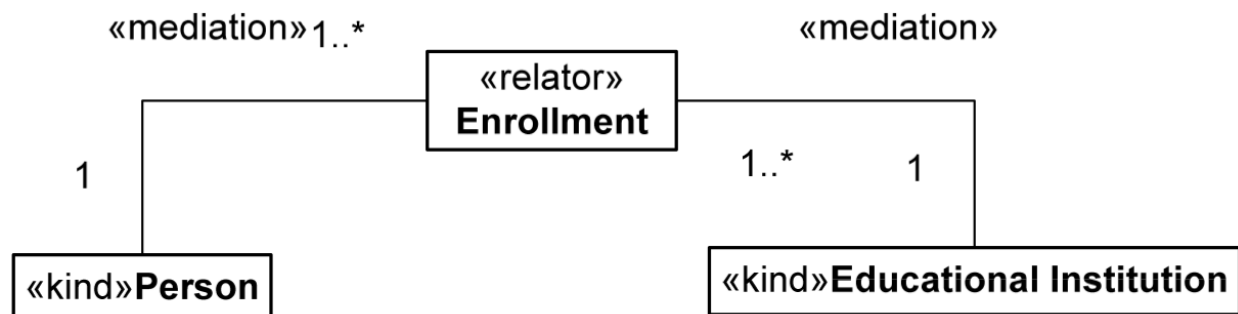 «mediation» 1..* «mediation»
«relator»
Enrollment
1 1..* 1
«kind»Person «kind»Educational Institution